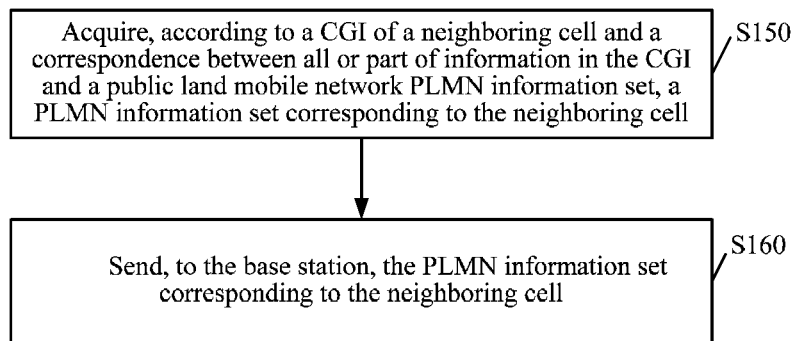 Acquire, according to a CGI of a neighboring cell and a
correspondence between all or part of information in the CGI
and a public land mobile network PLMN information set, a
PLMN information set corresponding to the neighboring cell
S150
Send, to the base station, the PLMN information set
corresponding to the neighboring cell
S160